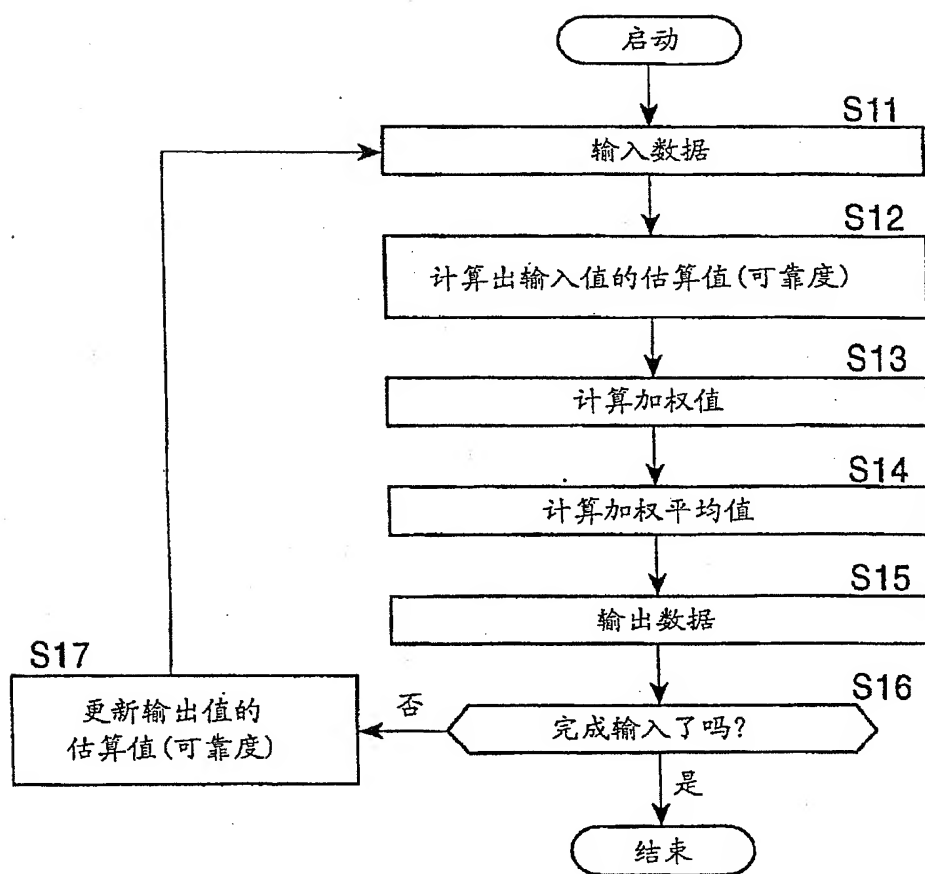 启动
S11
输入数据
S12
计算出输入值的估算值(可靠度)
S13
计算加权值
S14
计算加权平均值
S15
输出数据
S16
完成输入了吗?
否
S17
更新输出值的
估算值(可靠度)
是
结束